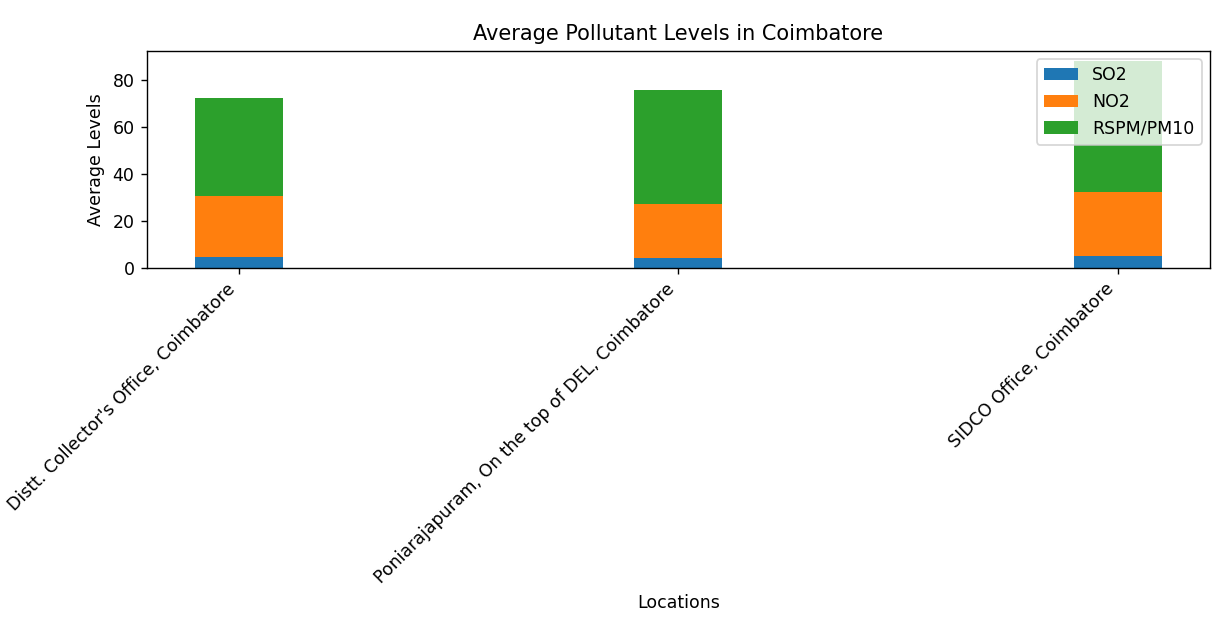 Average Pollutant Levels in Coimbatore
Average Levels
80
60
40
20
0
SO2
NO2
RSPM/PM10
Distt. Collector's Office, Coimbatore
Poniarajapuram, On the top of DEL, Coimbatore
SIDCO Office, Coimbatore
Locations